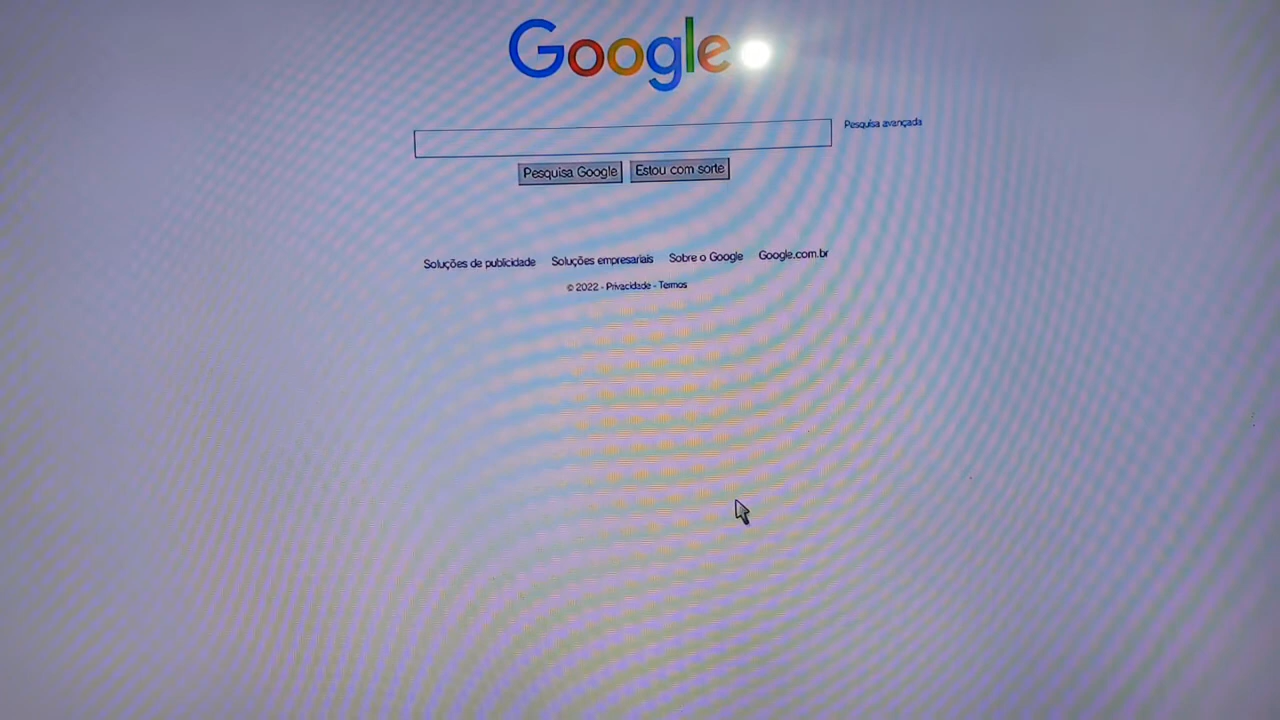 Google
Pesquisa avançada
Pesquisa Google Estou com sorte
Soluções de publicidade Soluções empresariais Sobre o Google Google.com.br
© 2022 - Privacidade - Termos